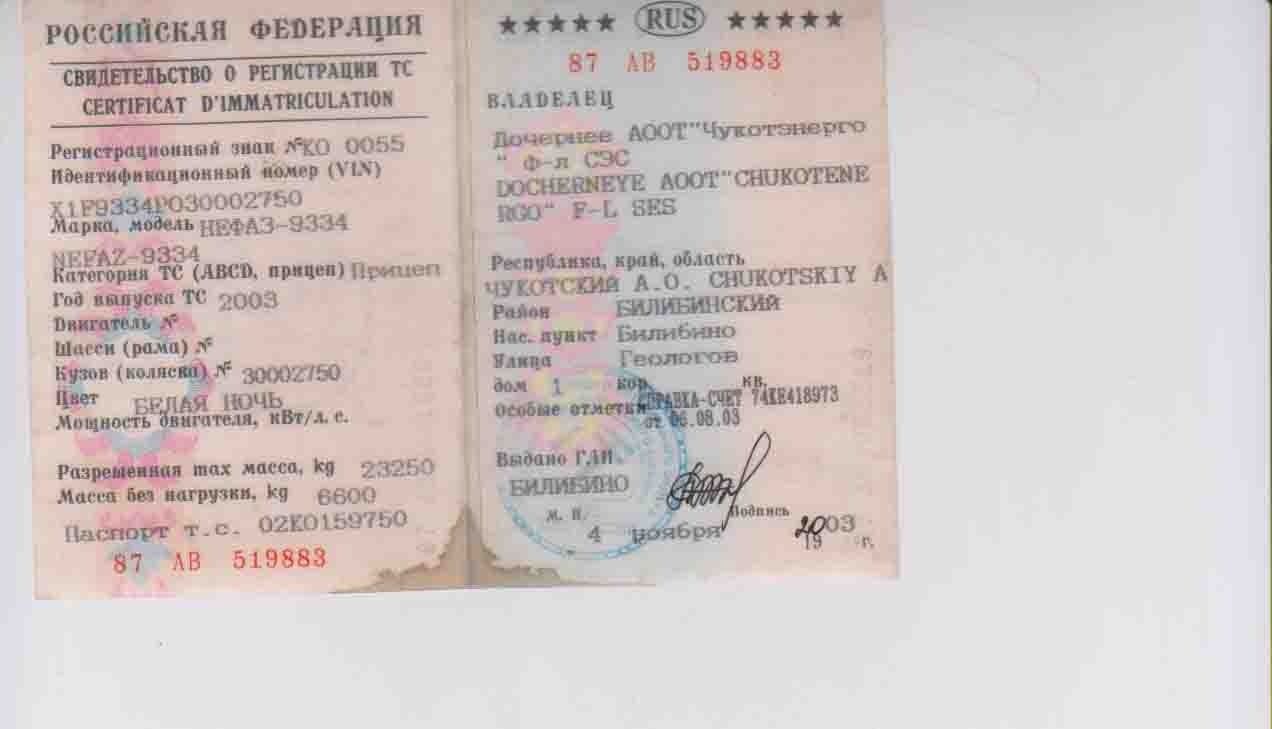 РОССИЙСКАЯ ФЕДЕРАЦИЯ
СВИДЕТЕЛЬСТВО О РЕГИСТРАЦИИ ТС
CERTIFICAT D'IMMATRICULATION
Регистрационный знак № КО 0055
Идентификационный номер (VIN)
X1F9334P030002750
Марка, модель НЕФАЗ-9334
NEFAZ-9334
Категория ТС (ABCD, прицеп) Прицеп
Год выпуска ТС 2003
Двигатель №
Шасси (рама) №
Кузов (коляска) № 30002750
Цвет БЕЛАЯ НОЧЬ
Мощность двигателя, кВт/л. с.
Разрешенная max масса, kg 23250
Масса без нагрузки, kg 6600
Паспорт т.с. 02КО159750
87 АВ 519883
★★★★★ RUS ★★★★★
87 АВ 519883
ВЛАДЕЛЕЦ
Дочернее АООТ"Чукотэнерго
" Ф-л СЭС
DOCHERNEYE AOOT"CHUKOTENE
RGO" F-L SES
Республика, край, область
ЧУКОТСКИЙ А.О. CHUKOTSKIY A
Район БИЛИБИНСКИЙ
Нас. пункт Билибино
Улица Геологов
дом 1 кор. кв.
Особые отметки СПРАВКА-СЧЕТ 74КЕ418973
от 06.08.03
Выдано ГАИ.
БИЛИБИНО
Подпись
М. П.
4 ноября 2003
19 г.